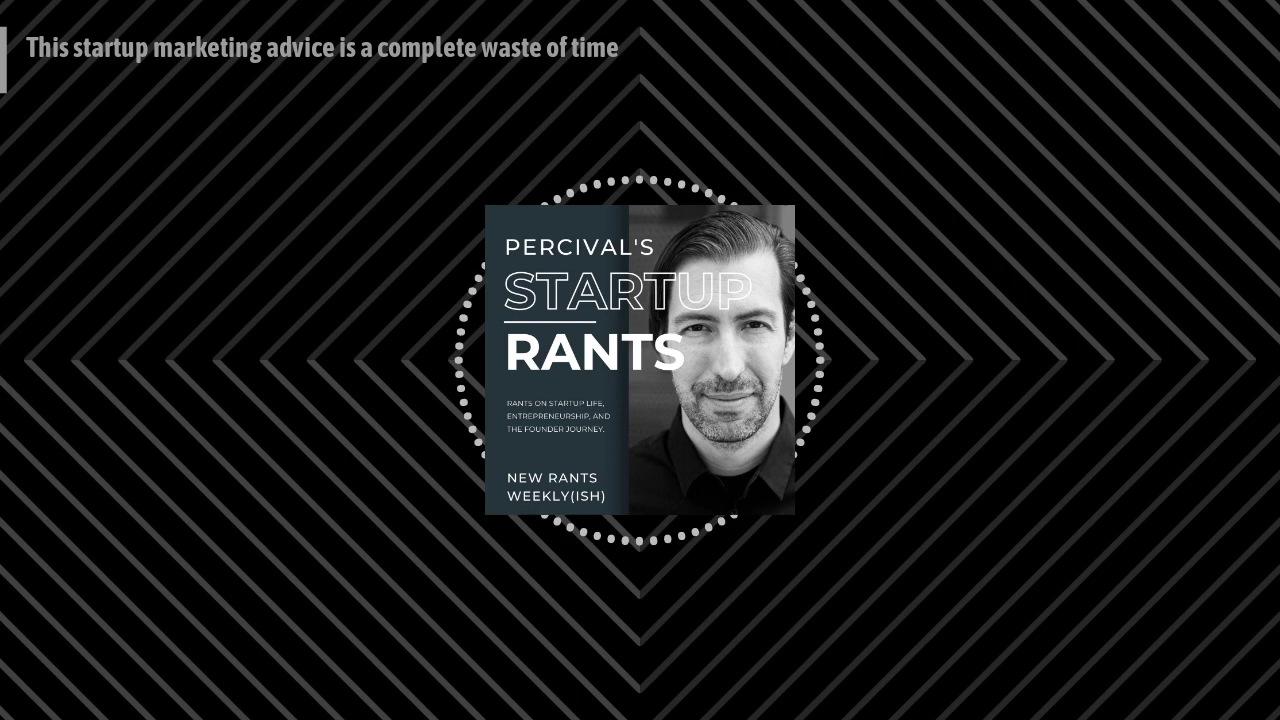 This startup marketing advice is a complete waste of time
PERCIVAL'S
STARTUP
RANTS
RANTS ON STARTUP LIFE,
ENTREPRENEURSHIP, AND
THE FOUNDER JOURNEY.
NEW RANTS
WEEKLY(ISH)